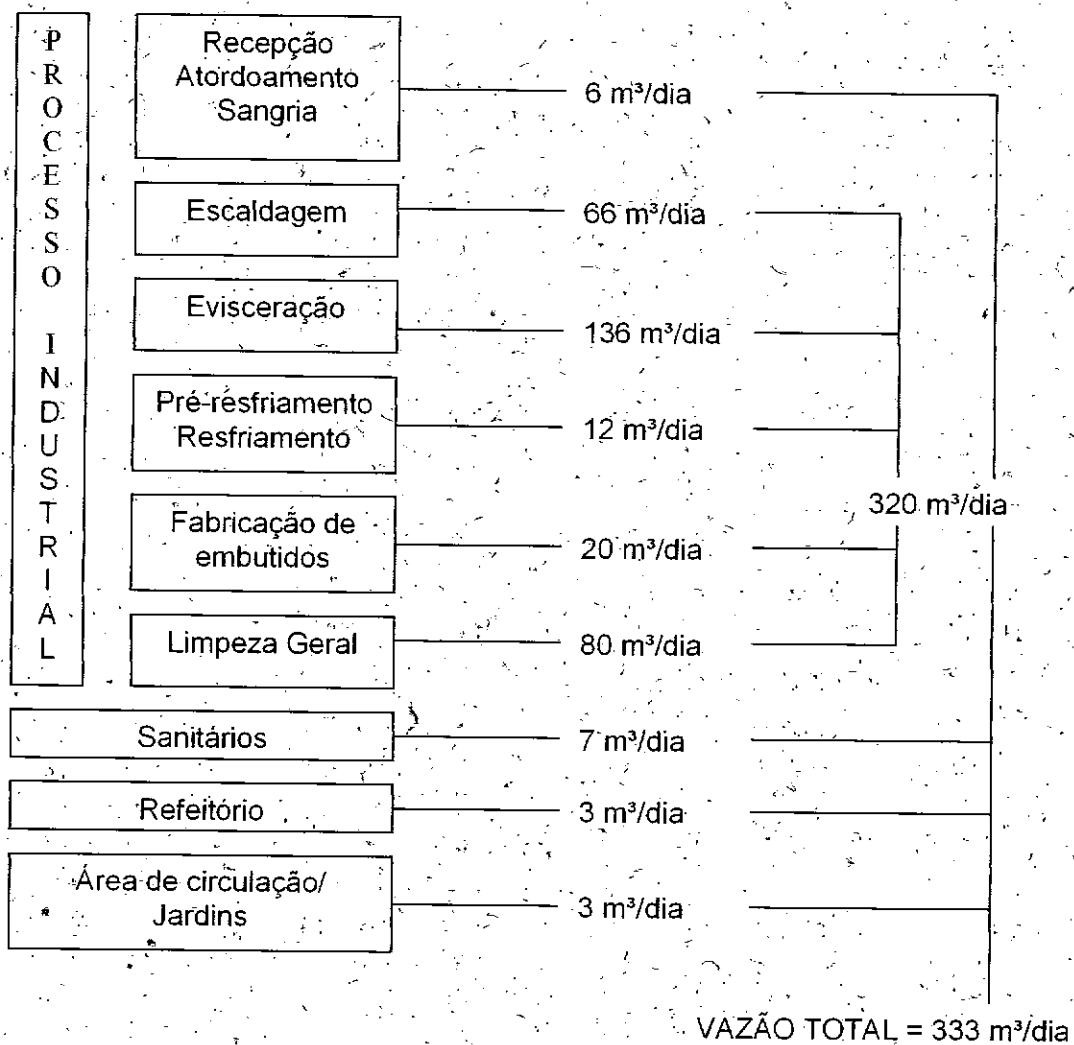 PROCESSO INDUSTRIAL
Recepção
Atordoamento
Sangria
6 m³/dia
Escaldagem
66 m³/dia
Evisceração
136 m³/dia
Pré-resfriamento
Resfriamento
12 m³/dia
320 m³/dia
Fabricação de
embutidos
20 m³/dia
Limpeza Geral
80 m³/dia
Sanitários
7 m³/dia
Refeitório
3 m³/dia
Área de circulação/
Jardins
3 m³/dia
VAZÃO TOTAL = 333 m³/dia